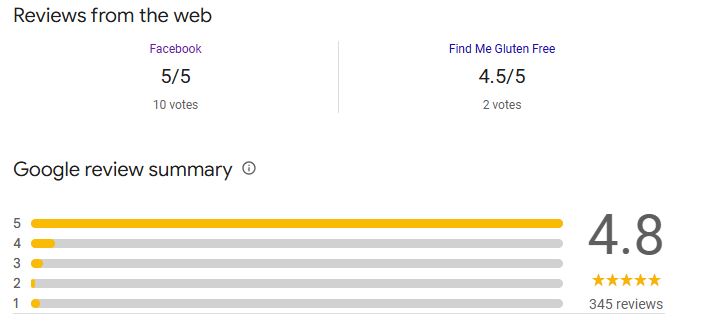 Reviews from the web
Facebook
5/5
10 votes
Find Me Gluten Free
4.5/5
2 votes
Google review summary
5
4
3
2
1
4.8
345 reviews